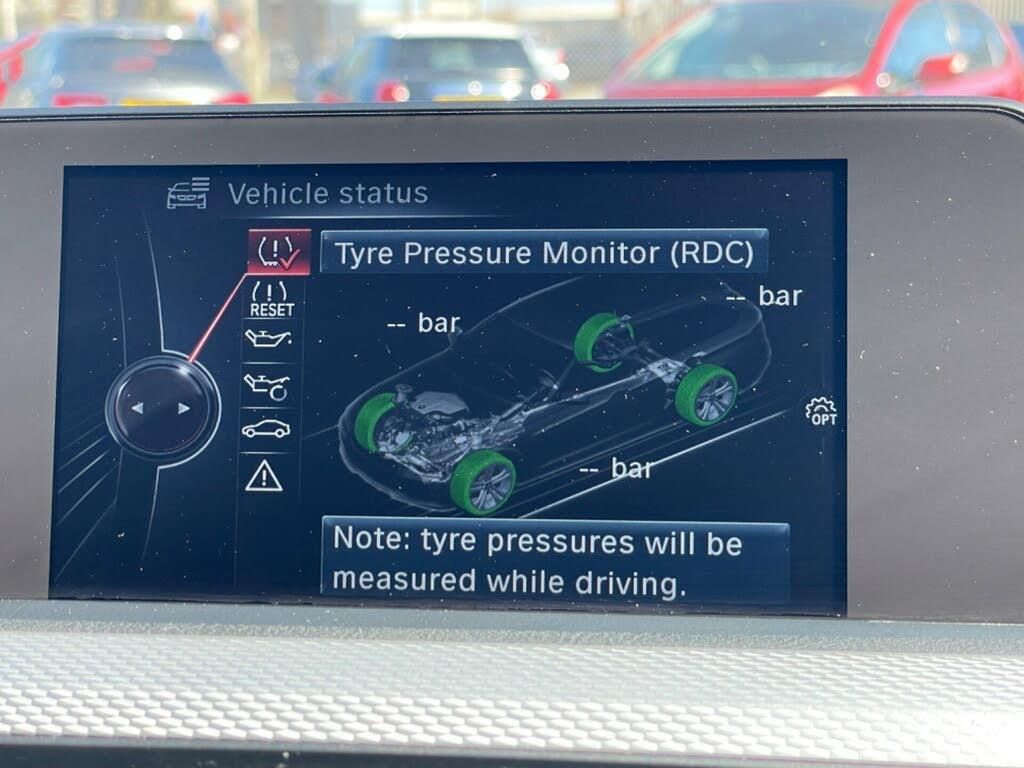 Vehicle status
Tyre Pressure Monitor (RDC)
RESET
-- bar
-- bar
OPT
-- bar
Note: tyre pressures will be
measured while driving.